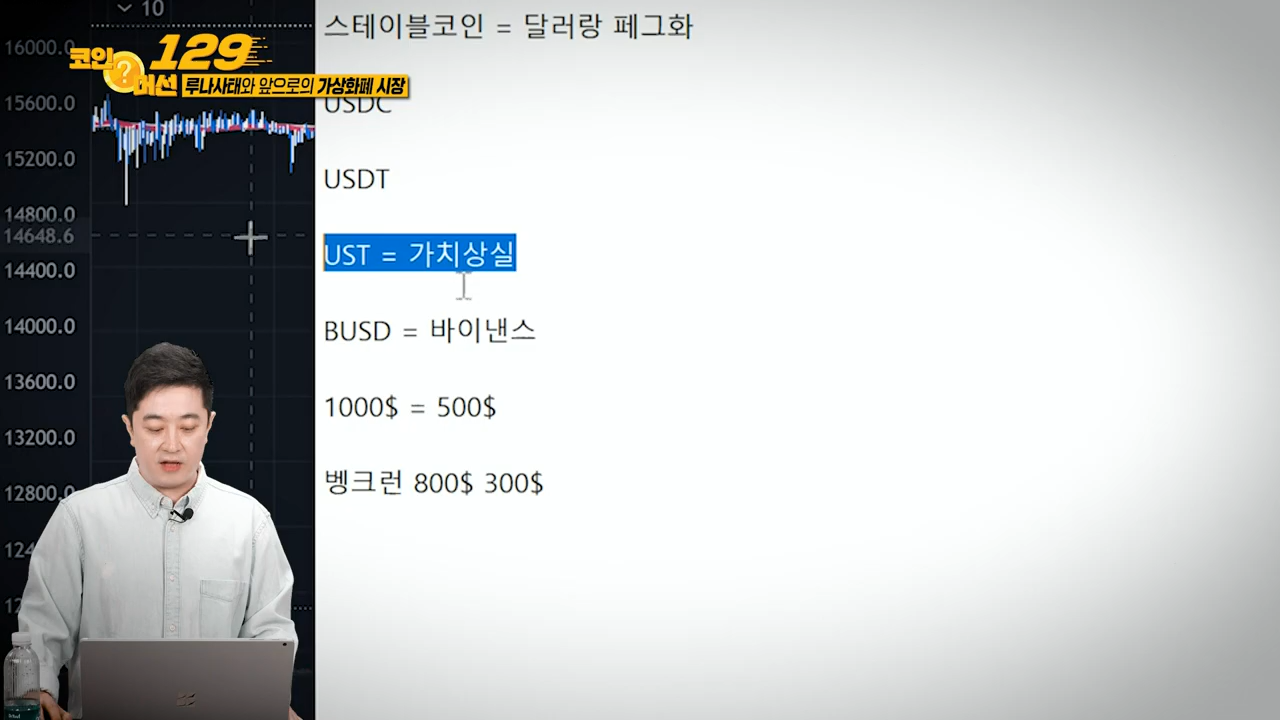 10
코인 129
? 머선
루나사태와 앞으로의 가상화폐 시장
16000.0
15600.0
15200.0
14800.0
14648.6
14400.0
14000.0
13600.0
13200.0
12800.0
스테이블코인 = 달러랑 페그화
USDC
USDT
UST = 가치상실
BUSD = 바이낸스
1000$ = 500$
벵크런 800$ 300$